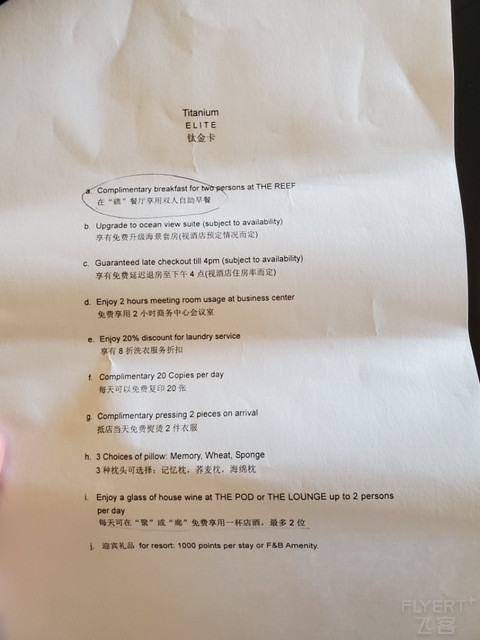 Titanium
ELITE
钛金卡
a. Complimentary breakfast for two persons at THE REEF
在“礁”餐厅享用双人自助早餐
b. Upgrade to ocean view suite (subject to availability)
享有免费升级海景套房(视酒店预定情况而定)
c. Guaranteed late checkout till 4pm (subject to availability)
享有免费延迟退房至下午 4 点(视酒店住房率而定)
d. Enjoy 2 hours meeting room usage at business center
免费享用 2 小时商务中心会议室
e. Enjoy 20% discount for laundry service
享有 8 折洗衣服务折扣
f. Complimentary 20 Copies per day
每天可以免费复印 20 张
g. Complimentary pressing 2 pieces on arrival
抵店当天免费熨烫 2 件衣服
h. 3 Choices of pillow: Memory, Wheat, Sponge
3 种枕头可选择：记忆枕，荞麦枕，海绵枕
i. Enjoy a glass of house wine at THE POD or THE LOUNGE up to 2 persons
per day
每天可在“聚”或“廊”免费享用一杯店酒，最多 2 位
j. 迎宾礼品 for resort: 1000 points per stay or F&B Amenity.
FLYERT+
飞客